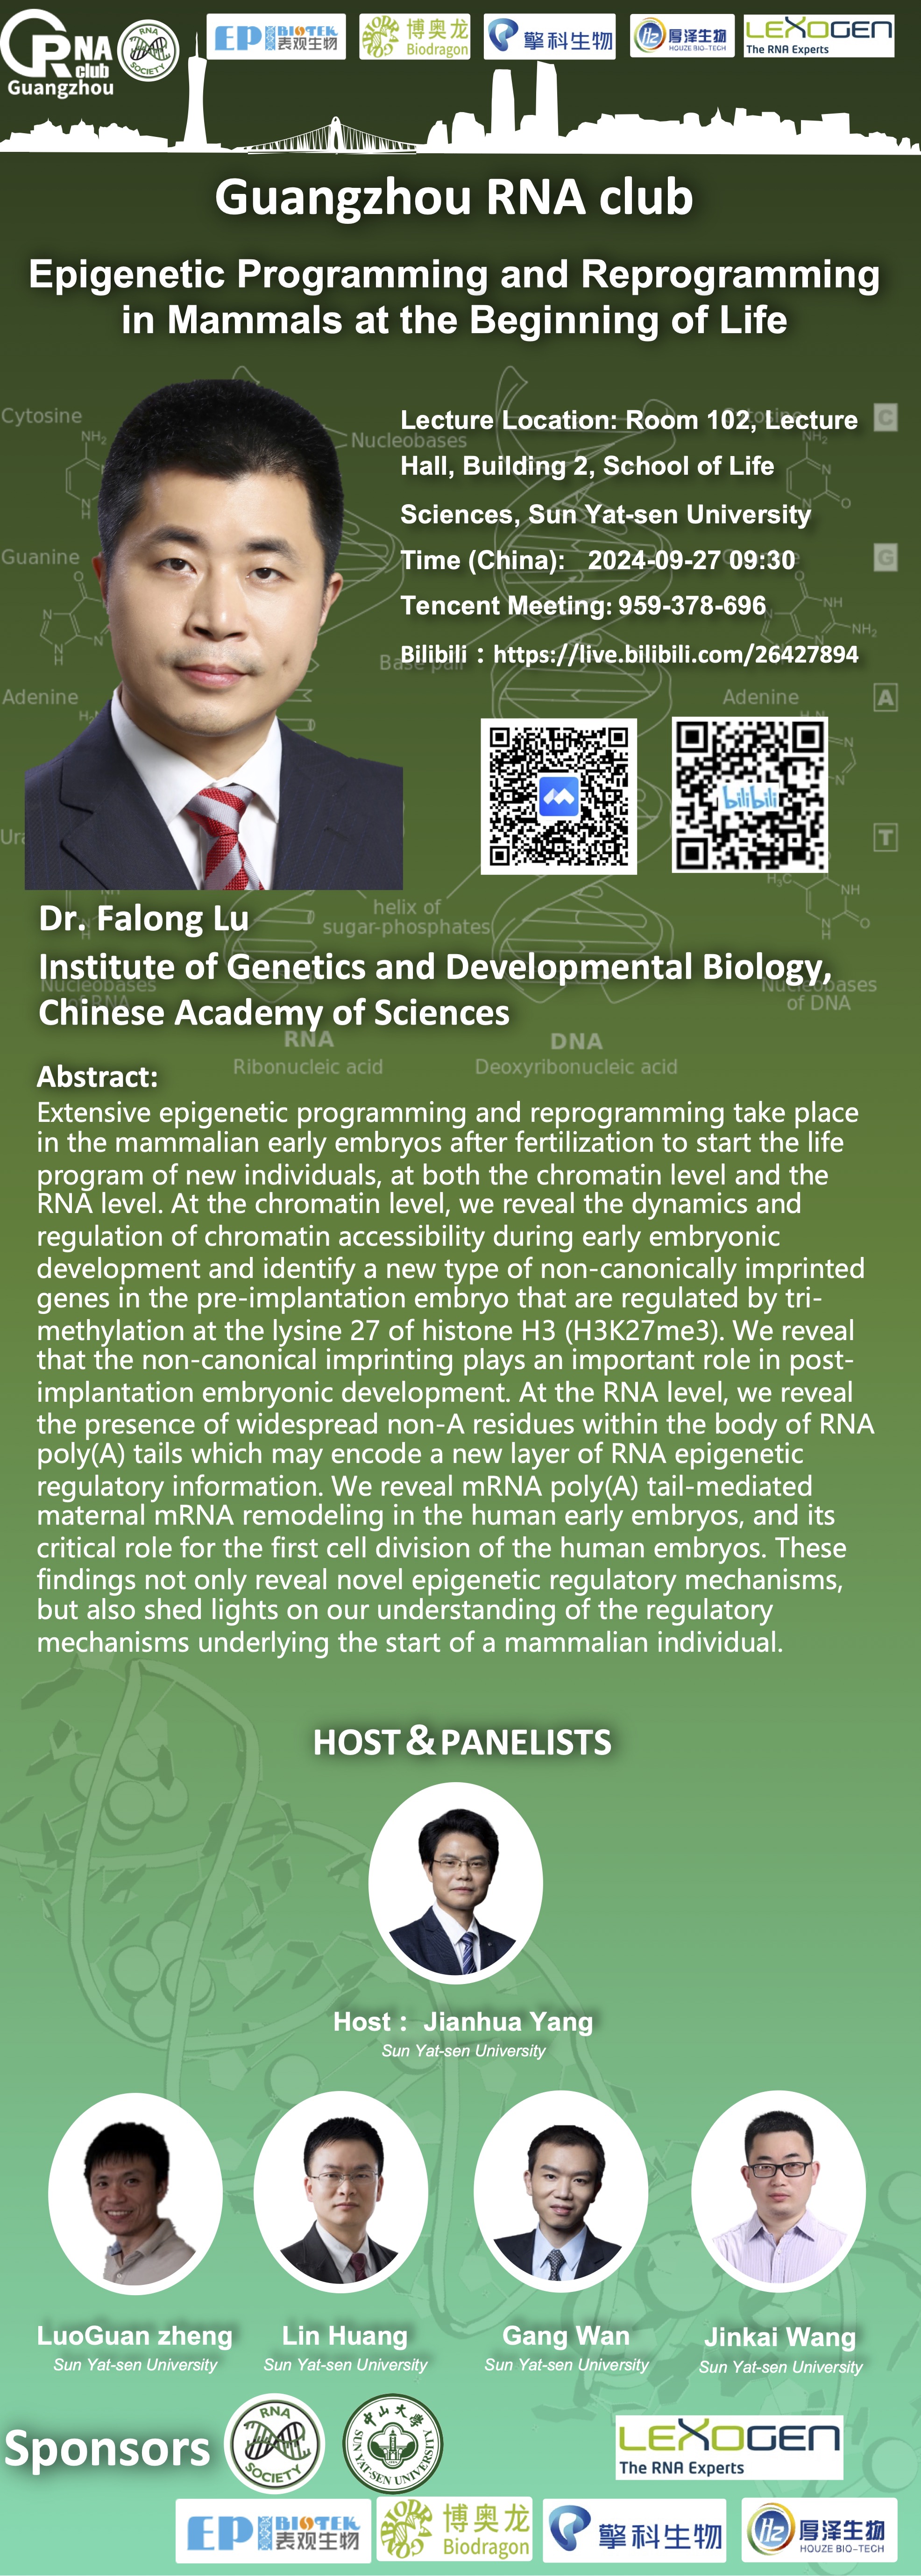 RNA
club
Guangzhou
RNA
SOCIETY
EPI BIOTEK
表观生物
博奥龙
Biodragon
擎科生物
HZ
厚泽生物
HOUZE BIO-TECH
LEXOGEN
The RNA Experts
Guangzhou RNA club
Epigenetic Programming and Reprogramming
in Mammals at the Beginning of Life
Lecture Location: Room 102, Lecture
Hall, Building 2, School of Life
Sciences, Sun Yat-sen University
Time (China): 2024-09-27 09:30
Tencent Meeting: 959-378-696
Bilibili：https://live.bilibili.com/26427894
Cytosine
NH₂
N
N
H
Nucleobases
Cytosine
C
NH₂
N
N
H
O
Guanine
O
N
NH
N
N
H
G
O
NH
NH₂
Base pair
Adenine
H₂N
Adenine
A
N
bilibili
T
H₃C
NH
N
H
O
helix of
sugar-phosphates
Dr. Falong Lu
Institute of Genetics and Developmental Biology,
Chinese Academy of Sciences
Nucleobases
of RNA
Nucleobases
of DNA
RNA
Ribonucleic acid
DNA
Deoxyribonucleic acid
Abstract:
Extensive epigenetic programming and reprogramming take place
in the mammalian early embryos after fertilization to start the life
program of new individuals, at both the chromatin level and the
RNA level. At the chromatin level, we reveal the dynamics and
regulation of chromatin accessibility during early embryonic
development and identify a new type of non-canonically imprinted
genes in the pre-implantation embryo that are regulated by tri-
methylation at the lysine 27 of histone H3 (H3K27me3). We reveal
that the non-canonical imprinting plays an important role in post-
implantation embryonic development. At the RNA level, we reveal
the presence of widespread non-A residues within the body of RNA
poly(A) tails which may encode a new layer of RNA epigenetic
regulatory information. We reveal mRNA poly(A) tail-mediated
maternal mRNA remodeling in the human early embryos, and its
critical role for the first cell division of the human embryos. These
findings not only reveal novel epigenetic regulatory mechanisms,
but also shed lights on our understanding of the regulatory
mechanisms underlying the start of a mammalian individual.
HOST&PANELISTS
Host： Jianhua Yang
Sun Yat-sen University
LuoGuan zheng
Sun Yat-sen University
Lin Huang
Sun Yat-sen University
Gang Wan
Sun Yat-sen University
Jinkai Wang
Sun Yat-sen University
Sponsors
RNA
SOCIETY
中山大学
SUN YAT-SEN UNIVERSITY
LEXOGEN
The RNA Experts
EPI BIOTEK
表观生物
博奥龙
Biodragon
擎科生物
HZ
厚泽生物
HOUZE BIO-TECH